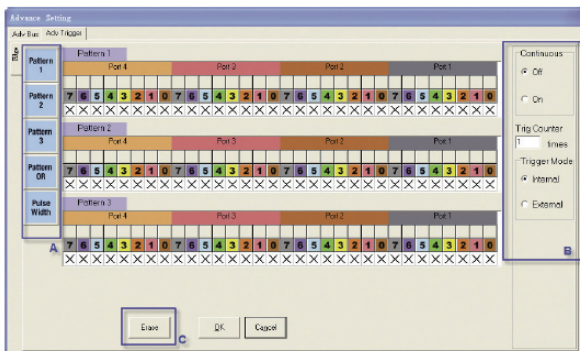 Advance Setting
Adv Bus Adv Trigger
Pattern 1
Pattern 2
Pattern 3
Pattern OR
Pulse Width
A
Pattern 1
Port 4 Port 3 Port 2 Port 1
7 6 5 4 3 2 1 0 7 6 5 4 3 2 1 0 7 6 5 4 3 2 1 0 7 6 5 4 3 2 1 0
X X X X X X X X X X X X X X X X X X X X X X X X X X X X X X X X
Pattern 2
Port 4 Port 3 Port 2 Port 1
7 6 5 4 3 2 1 0 7 6 5 4 3 2 1 0 7 6 5 4 3 2 1 0 7 6 5 4 3 2 1 0
X X X X X X X X X X X X X X X X X X X X X X X X X X X X X X X X
Pattern 3
Port 4 Port 3 Port 2 Port 1
7 6 5 4 3 2 1 0 7 6 5 4 3 2 1 0 7 6 5 4 3 2 1 0 7 6 5 4 3 2 1 0
X X X X X X X X X X X X X X X X X X X X X X X X X X X X X X X X
Continuous
Off
On
Trig Counter
1 times
Trigger Mode
Internal
External
B
Erase
C
OK
Cancel